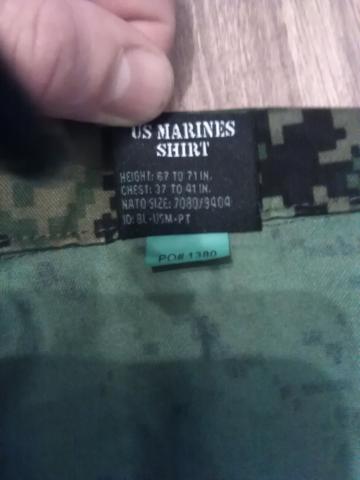 US MARINES
SHIRT
HEIGHT: 67 TO 71 IN.
CHEST: 37 TO 41 IN.
NATO SIZE: 7080/9404
ID: BL-USM-PT
PO# 1380